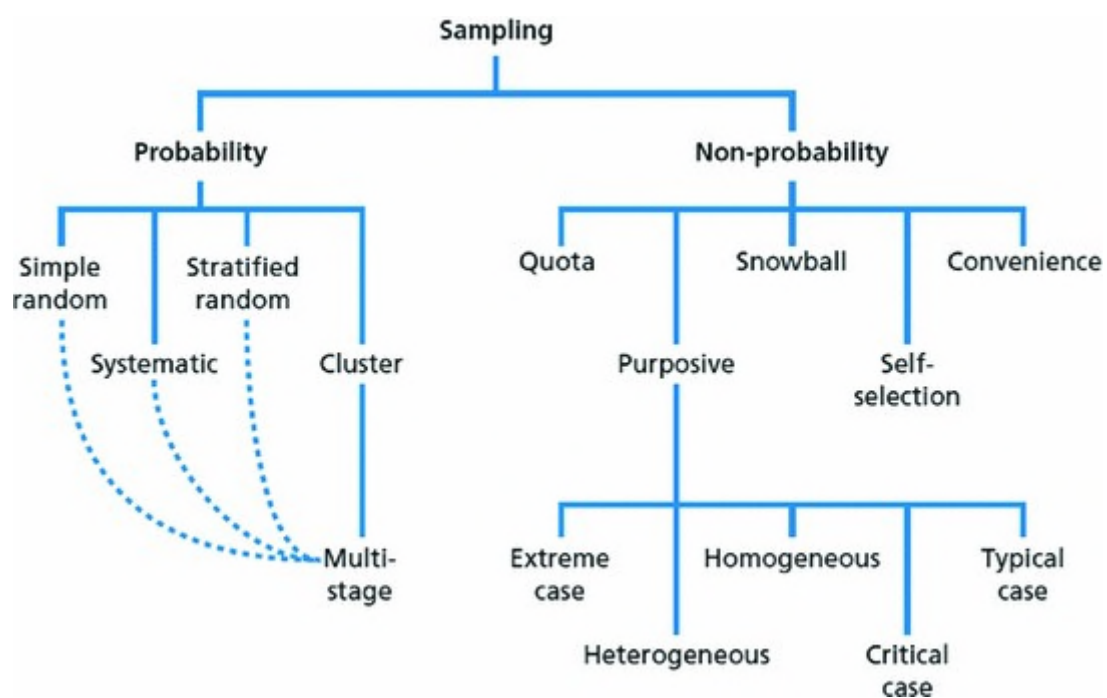 Sampling
Probability
Non-probability
Simple
random
Stratified
random
Systematic
Cluster
Multi-
stage
Quota
Snowball
Convenience
Purposive
Self-
selection
Extreme
case
Homogeneous
Typical
case
Heterogeneous
Critical
case